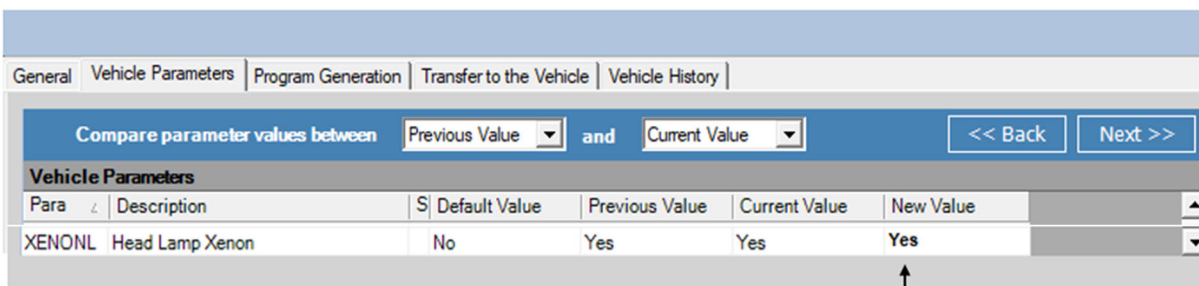 General Vehicle Parameters Program Generation Transfer to the Vehicle Vehicle History
Compare parameter values between Previous Value and Current Value << Back Next >>
Vehicle Parameters
Para Description S Default Value Previous Value Current Value New Value
XENONL Head Lamp Xenon No Yes Yes Yes